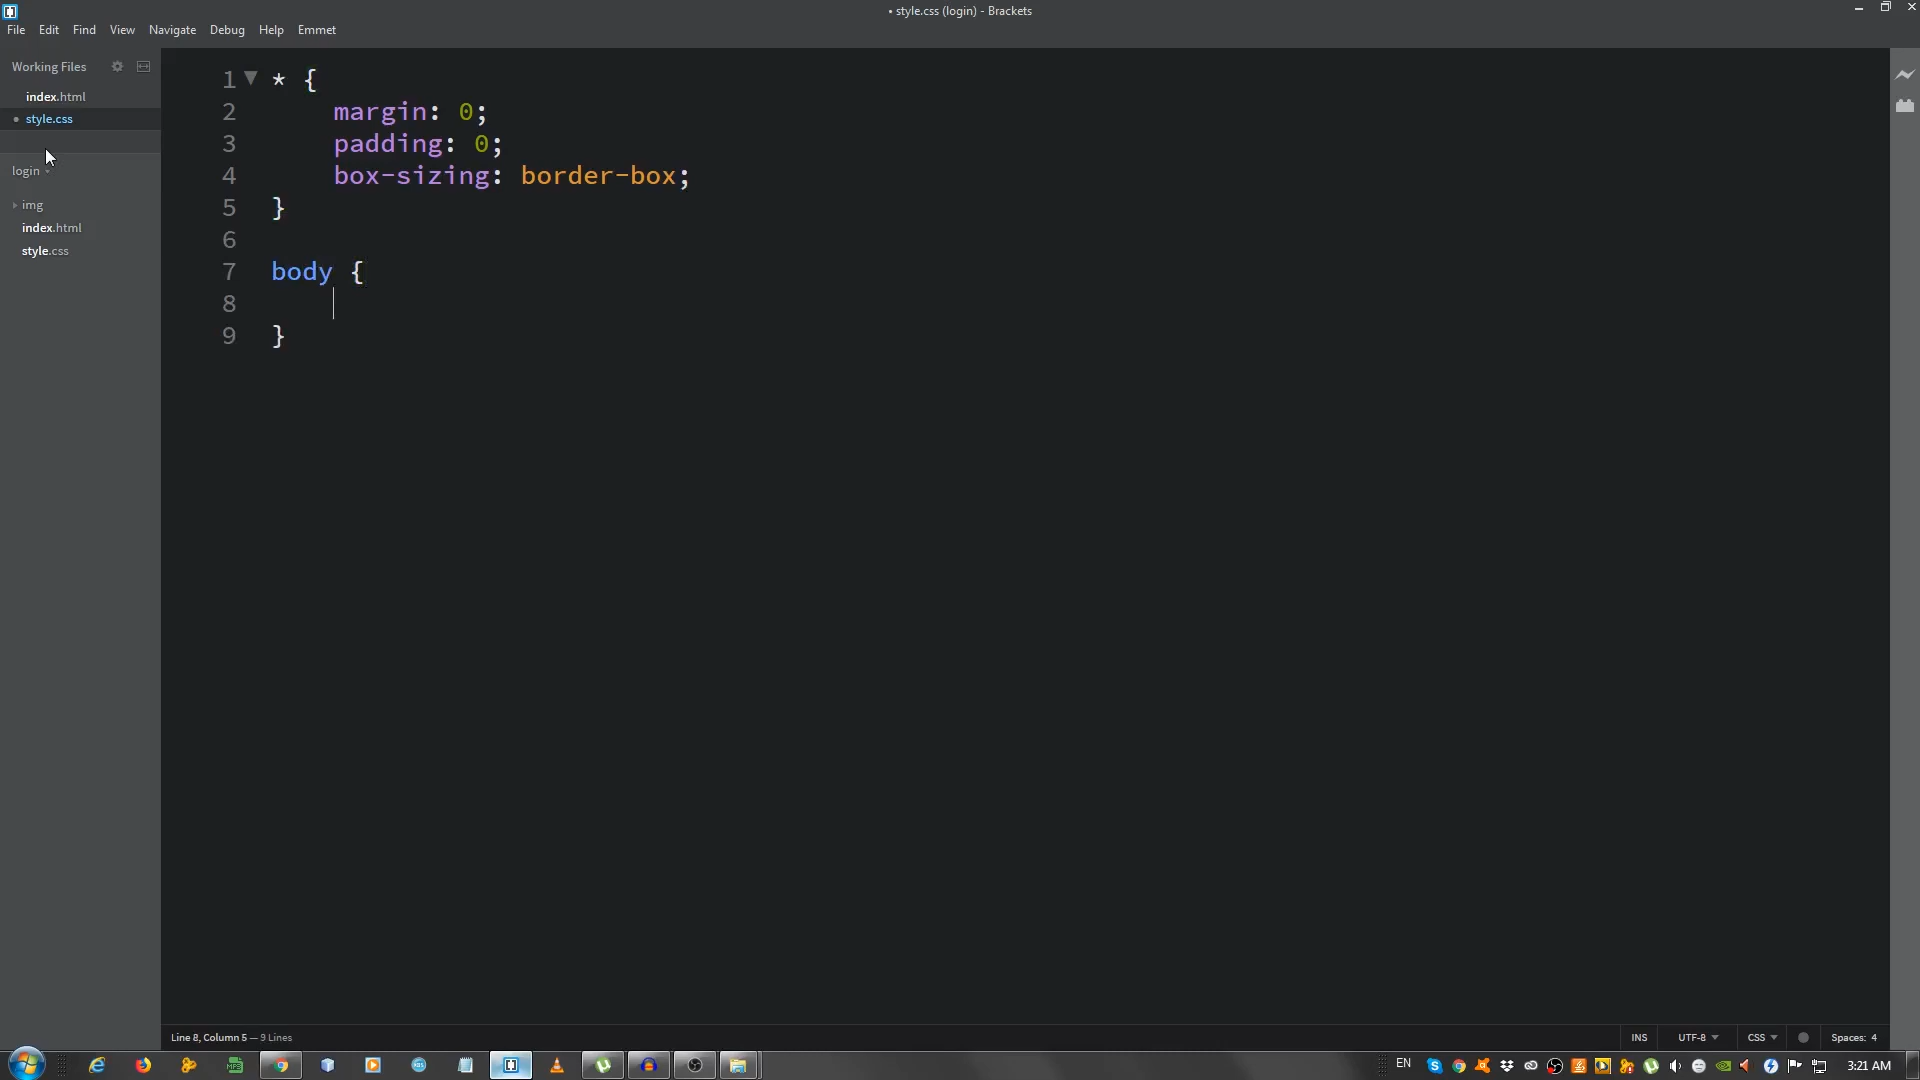 • style.css (login) - Brackets
File Edit Find View Navigate Debug Help Emmet
Working Files
index.html
• style.css
login
img
index.html
style.css
1 * {
2 margin: 0;
3 padding: 0;
4 box-sizing: border-box;
5 }
6
7 body {
8
9 }
Line 8, Column 5 — 9 Lines
INS UTF-8 CSS Spaces: 4
EN 3:21 AM